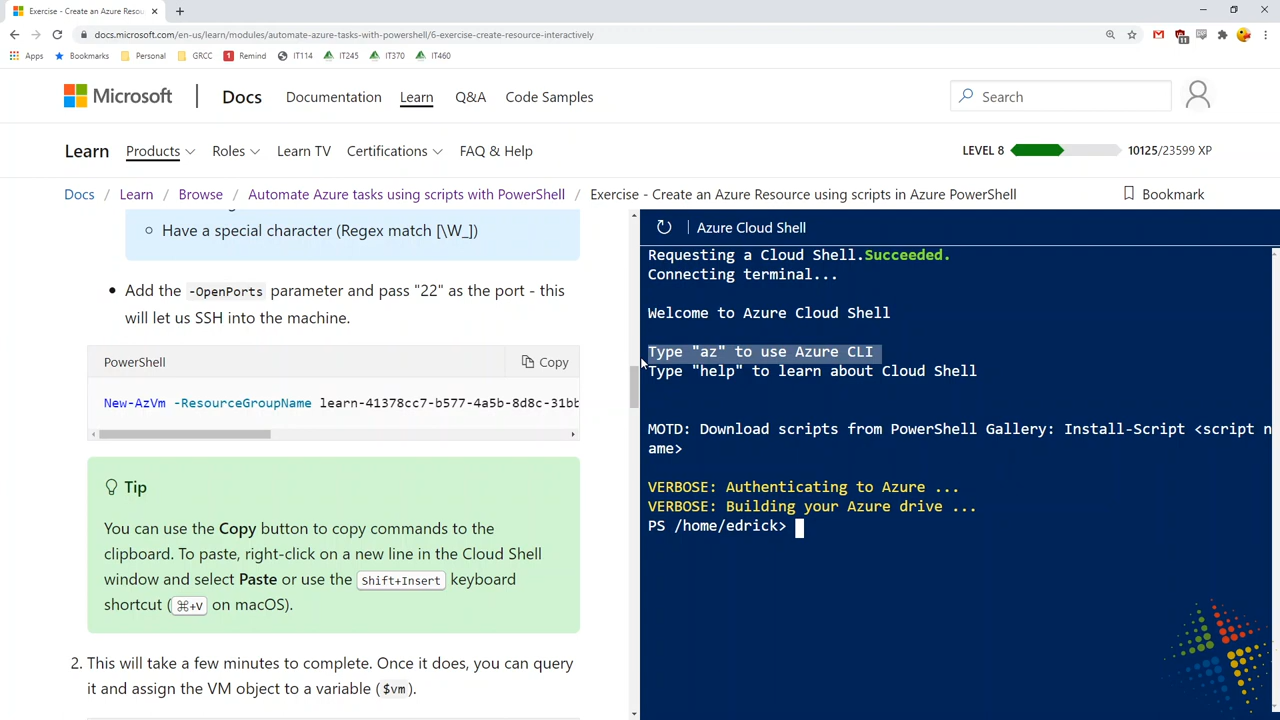 Exercise - Create an Azure Resou
docs.microsoft.com/en-us/learn/modules/automate-azure-tasks-with-powershell/6-exercise-create-resource-interactively
Apps Bookmarks Personal GRCC 1 Remind IT114 IT245 IT370 IT460
11
Microsoft Docs Documentation Learn Q&A Code Samples Search
Learn Products Roles Learn TV Certifications FAQ & Help LEVEL 8 10125/23599 XP
Docs / Learn / Browse / Automate Azure tasks using scripts with PowerShell / Exercise - Create an Azure Resource using scripts in Azure PowerShell Bookmark
Have a special character (Regex match [\W_])
Add the -OpenPorts parameter and pass "22" as the port - this
will let us SSH into the machine.
PowerShell Copy
New-AzVm -ResourceGroupName learn-41378cc7-b577-4a5b-8d8c-31bb
Tip
You can use the Copy button to copy commands to the
clipboard. To paste, right-click on a new line in the Cloud Shell
window and select Paste or use the Shift+Insert keyboard
shortcut (⌘+V on macOS).
2. This will take a few minutes to complete. Once it does, you can query
it and assign the VM object to a variable ($vm).
Azure Cloud Shell
Requesting a Cloud Shell.Succeeded.
Connecting terminal...
Welcome to Azure Cloud Shell
Type "az" to use Azure CLI
Type "help" to learn about Cloud Shell
MOTD: Download scripts from PowerShell Gallery: Install-Script <script n
ame>
VERBOSE: Authenticating to Azure ...
VERBOSE: Building your Azure drive ...
PS /home/edrick>